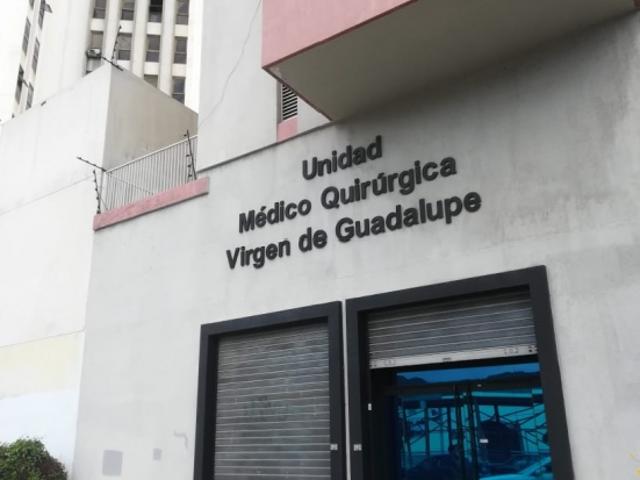 Unidad
Médico Quirúrgica
Virgen de Guadalupe